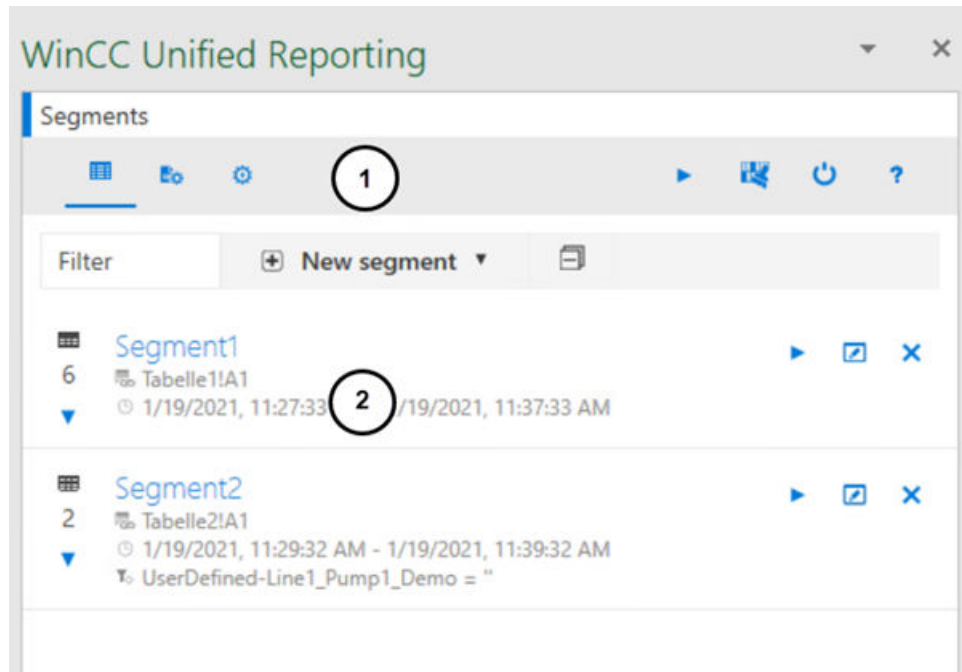 WinCC Unified Reporting
Segments
1
?
Filter
New segment
Segment1
6
Tabelle1!A1
1/19/2021, 11:27:33 2 /19/2021, 11:37:33 AM
Segment2
2
Tabelle2!A1
1/19/2021, 11:29:32 AM - 1/19/2021, 11:39:32 AM
UserDefined-Line1_Pump1_Demo = ''